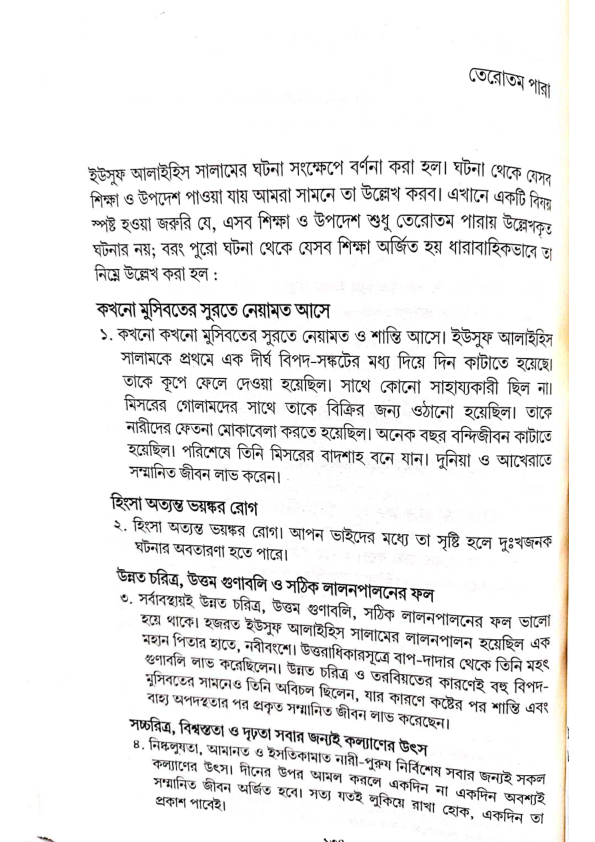 তেরোতম পারা
ইউসুফ আলাইহিস সালামের ঘটনা সংক্ষেপে বর্ণনা করা হল। ঘটনা থেকে যেসব
শিক্ষা ও উপদেশ পাওয়া যায় আমরা সামনে তা উল্লেখ করব। এখানে একটি বিষয়
স্পষ্ট হওয়া জরুরি যে, এসব শিক্ষা ও উপদেশ শুধু তেরোতম পারায় উল্লেখকৃত
ঘটনার নয়; বরং পুরো ঘটনা থেকে যেসব শিক্ষা অর্জিত হয় ধারাবাহিকভাবে তা
নিম্নে উল্লেখ করা হল :
কখনো মুসিবতের সুরতে নেয়ামত আসে
১. কখনো কখনো মুসিবতের সুরতে নেয়ামত ও শান্তি আসে। ইউসুফ আলাইহিস
সালামকে প্রথমে এক দীর্ঘ বিপদ-সঙ্কটের মধ্য দিয়ে দিন কাটাতে হয়েছে।
তাকে কূপে ফেলে দেওয়া হয়েছিল। সাথে কোনো সাহায্যকারী ছিল না।
মিসরের গোলামদের সাথে তাকে বিক্রির জন্য ওঠানো হয়েছিল। তাকে
নারীদের ফেতনা মোকাবেলা করতে হয়েছিল। অনেক বছর বন্দিজীবন কাটাতে
হয়েছিল। পরিশেষে তিনি মিসরের বাদশাহ বনে যান। দুনিয়া ও আখেরাতে
সম্মানিত জীবন লাভ করেন।
হিংসা অত্যন্ত ভয়ঙ্কর রোগ
২. হিংসা অত্যন্ত ভয়ঙ্কর রোগ। আপন ভাইদের মধ্যে তা সৃষ্টি হলে দুঃখজনক
ঘটনার অবতারণা হতে পারে।
উন্নত চরিত্র, উত্তম গুণাবলি ও সঠিক লালনপালনের ফল
৩. সর্বাবস্থায়ই উন্নত চরিত্র, উত্তম গুণাবলি, সঠিক লালনপালনের ফল ভালো
হয়ে থাকে। হজরত ইউসুফ আলাইহিস সালামের লালনপালন হয়েছিল এক
মহান পিতার হাতে, নবীবংশে। উত্তরাধিকারসূত্রে বাপ-দাদার থেকে তিনি মহৎ
গুণাবলি লাভ করেছিলেন। উন্নত চরিত্র ও তরবিয়তের কারণেই বহু বিপদ-
মুসিবতের সামনেও তিনি অবিচল ছিলেন, যার কারণে কষ্টের পর শান্তি এবং
বাহ্য অপদস্থতার পর প্রকৃত সম্মানিত জীবন লাভ করেছেন।
সচ্চরিত্র, বিশ্বস্ততা ও দৃঢ়তা সবার জন্যই কল্যাণের উৎস
৪. নিষ্কলুষতা, আমানত ও ইসতিকামাত নারী-পুরুষ নির্বিশেষ সবার জন্যই সকল
কল্যাণের উৎস। দীনের উপর আমল করলে একদিন না একদিন অবশ্যই
সম্মানিত জীবন অর্জিত হবে। সত্য যতই লুকিয়ে রাখা হোক, একদিন তা
প্রকাশ পাবেই।